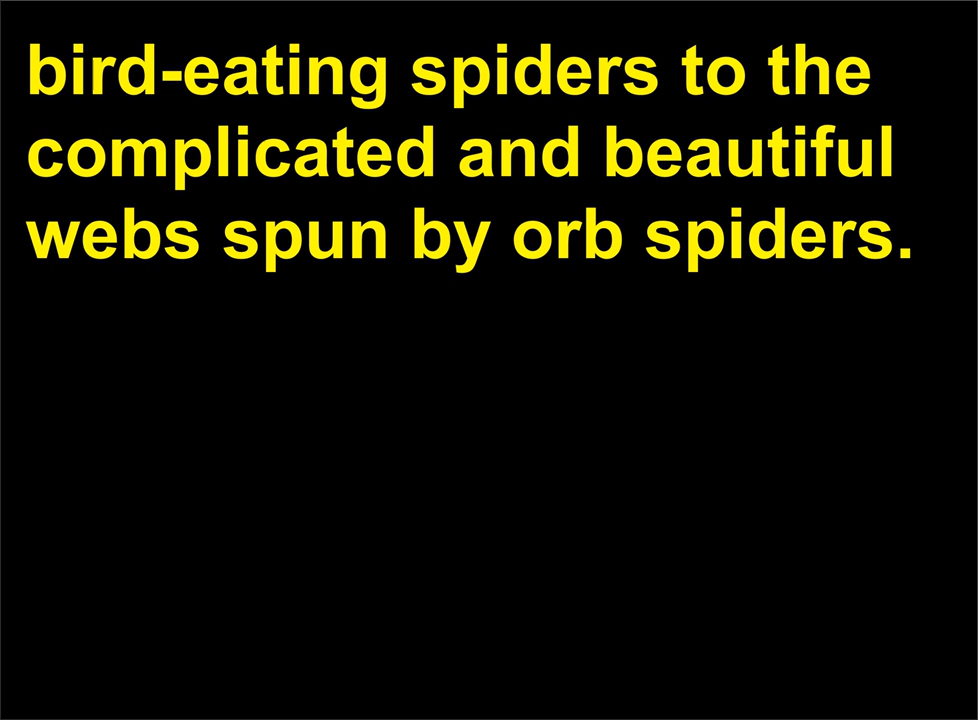 bird-eating spiders to the
complicated and beautiful
webs spun by orb spiders.